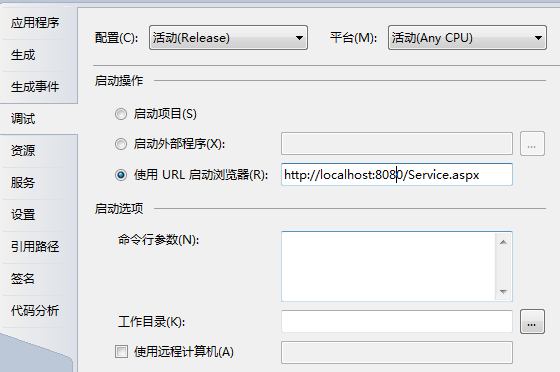 应用程序
生成
生成事件
调试
资源
服务
设置
引用路径
签名
代码分析
配置(C): 活动(Release) 平台(M): 活动(Any CPU)
启动操作
启动项目(S)
启动外部程序(X): ...
使用 URL 启动浏览器(R): http://localhost:8080/Service.aspx
启动选项
命令行参数(N):
工作目录(K): ...
使用远程计算机(A)